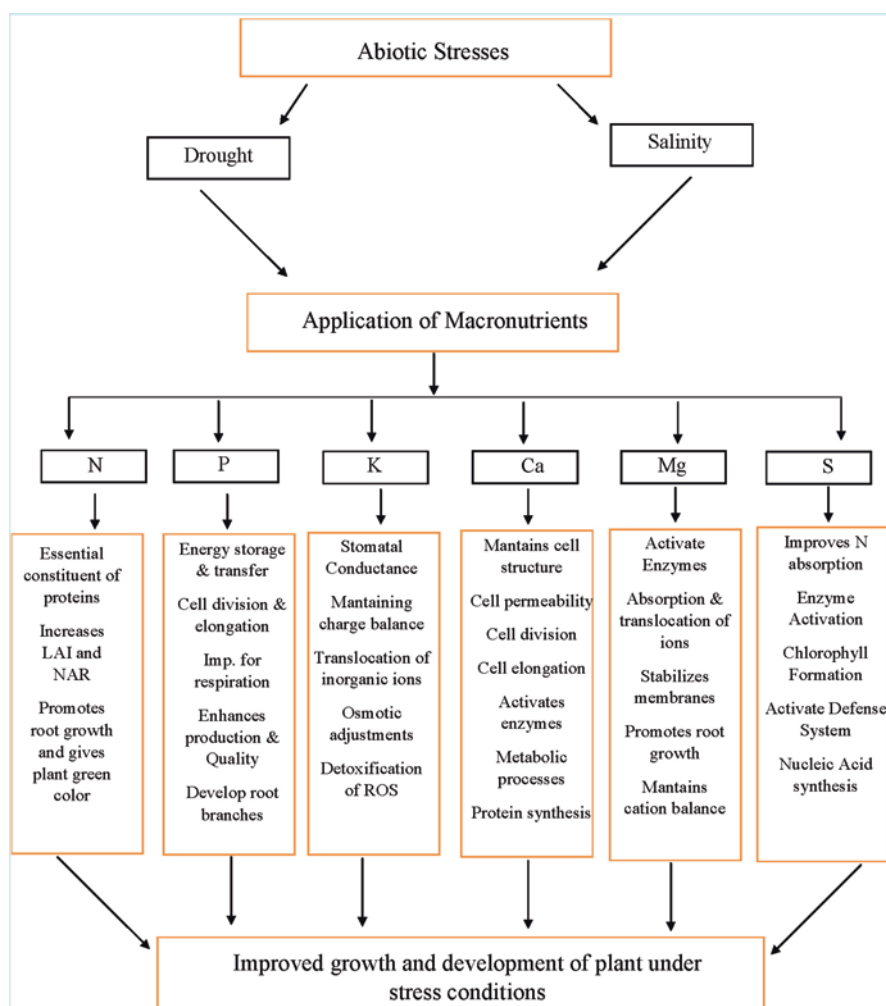 Abiotic Stresses
Drought
Salinity
Application of Macronutrients
N
P
K
Ca
Mg
S
Essential
constituent of
proteins
Increases
LAI and
NAR
Promotes
root growth
and gives
plant green
color
Energy storage
& transfer
Cell division &
elongation
Imp. for
respiration
Enhances
production &
Quality
Develop root
branches
Stomatal
Conductance
Mantaining
charge balance
Translocation of
inorganic ions
Osmotic
adjustments
Detoxification
of ROS
Mantains cell
structure
Cell permeability
Cell division
Cell elongation
Activates
enzymes
Metabolic
processes
Protein synthesis
Activate
Enzymes
Absorption &
translocation of
ions
Stabilizes
membranes
Promotes root
growth
Mantains
cation balance
Improves N
absorption
Enzyme
Activation
Chlorophyll
Formation
Activate Defense
System
Nucleic Acid
synthesis
Improved growth and development of plant under
stress conditions